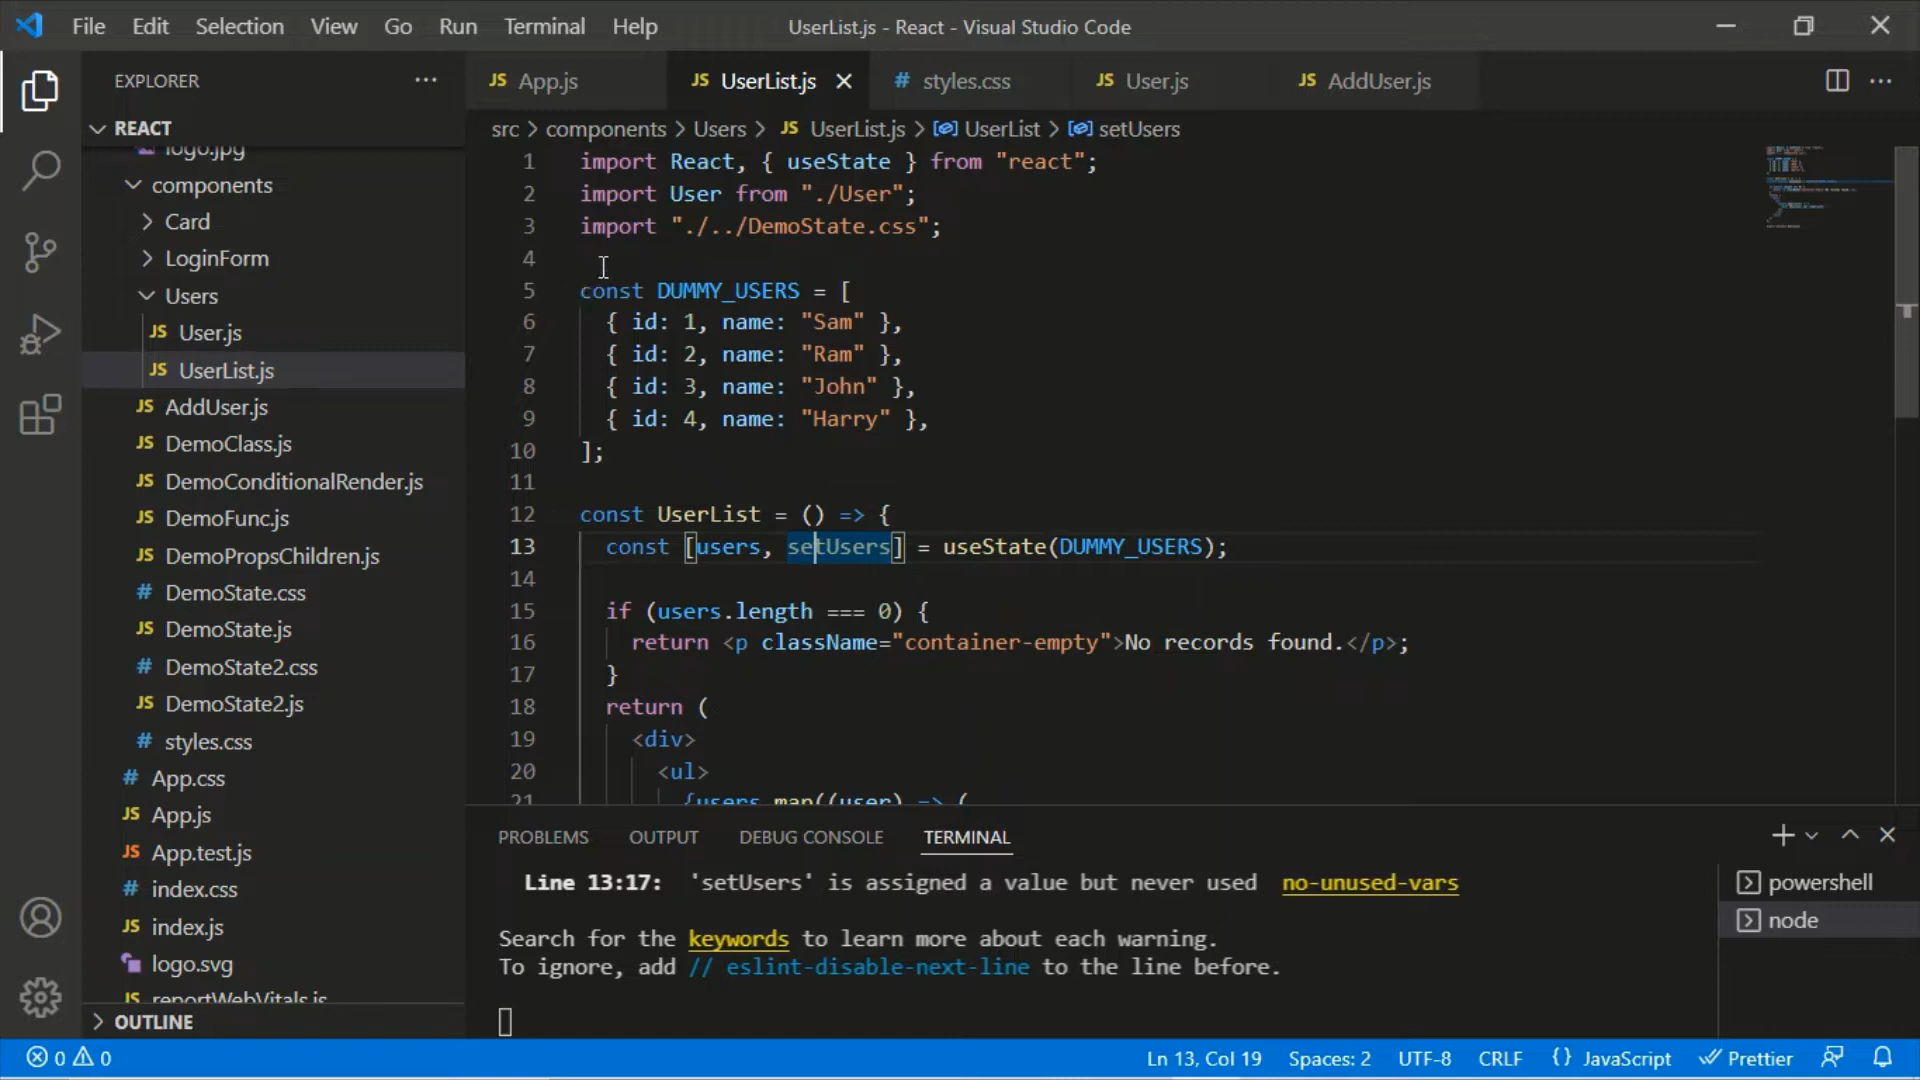 File Edit Selection View Go Run Terminal Help
UserList.js - React - Visual Studio Code
EXPLORER
REACT
logo.jpg
components
Card
LoginForm
Users
JS User.js
JS UserList.js
JS AddUser.js
JS DemoClass.js
JS DemoConditionalRender.js
JS DemoFunc.js
JS DemoPropsChildren.js
# DemoState.css
JS DemoState.js
# DemoState2.css
JS DemoState2.js
# styles.css
# App.css
JS App.js
JS App.test.js
# index.css
JS index.js
logo.svg
JS reportWebVitals.js
OUTLINE
JS App.js
JS UserList.js
# styles.css
JS User.js
JS AddUser.js
src > components > Users > JS UserList.js > UserList > setUsers
1 import React, { useState } from "react";
2 import User from "./User";
3 import "./../DemoState.css";
4
5 const DUMMY_USERS = [
6 { id: 1, name: "Sam" },
7 { id: 2, name: "Ram" },
8 { id: 3, name: "John" },
9 { id: 4, name: "Harry" },
10 ];
11
12 const UserList = () => {
13 const [users, setUsers] = useState(DUMMY_USERS);
14
15 if (users.length === 0) {
16 return <p className="container-empty">No records found.</p>;
17 }
18 return (
19 <div>
20 <ul>
21 {users.map((user) => (
PROBLEMS OUTPUT DEBUG CONSOLE TERMINAL
Line 13:17: 'setUsers' is assigned a value but never used no-unused-vars
Search for the keywords to learn more about each warning.
To ignore, add // eslint-disable-next-line to the line before.
powershell
node
0 0
Ln 13, Col 19 Spaces: 2 UTF-8 CRLF {} JavaScript Prettier